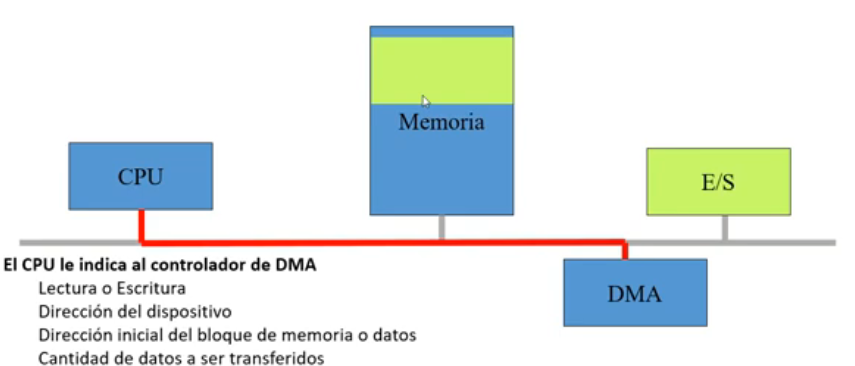 Memoria
CPU
E/S
El CPU le indica al controlador de DMA
Lectura o Escritura
Dirección del dispositivo
Dirección inicial del bloque de memoria o datos
Cantidad de datos a ser transferidos
DMA